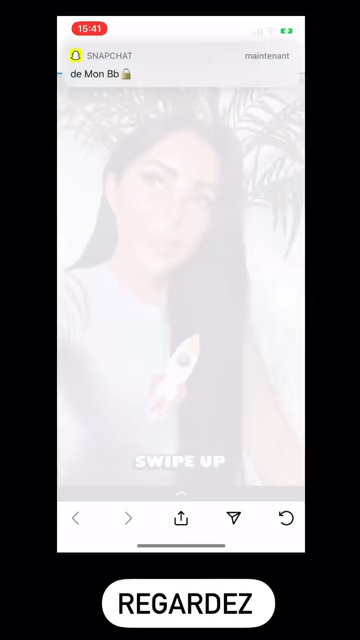 15:41
SNAPCHAT maintenant
de Mon Bb🔒
SWIPE UP
REGARDEZ